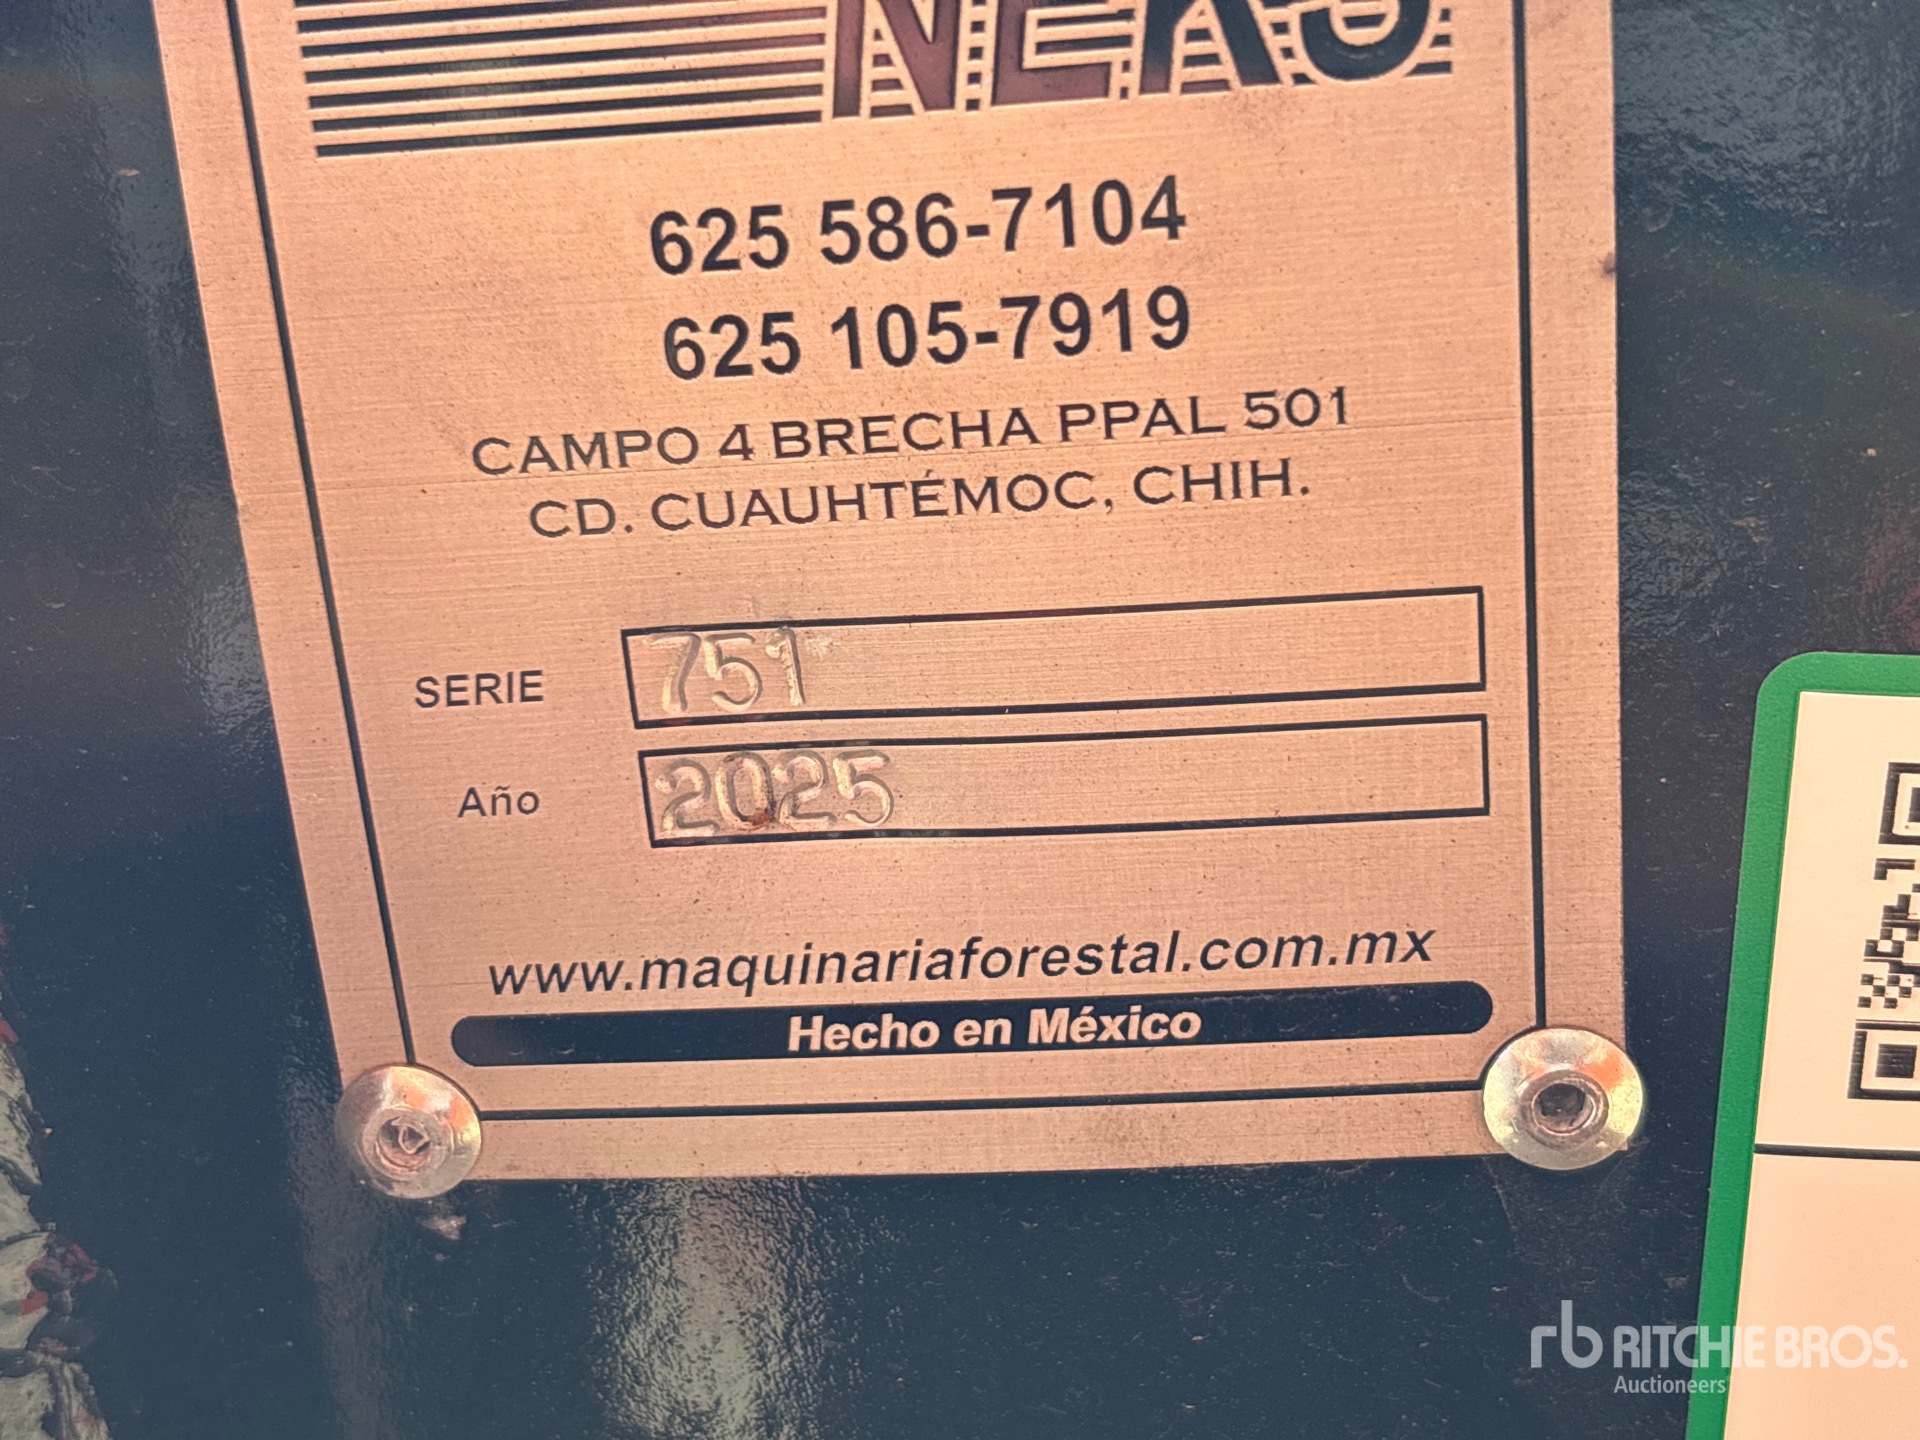 625 586-7104
625 105-7919
CAMPO 4 BRECHA PPAL 501
CD. CUAUHTÉMOC, CHIH.
SERIE 751
Año 2025
www.maquinariaforestal.com.mx
Hecho en México
rb RITCHIE BROS.
Auctioneers